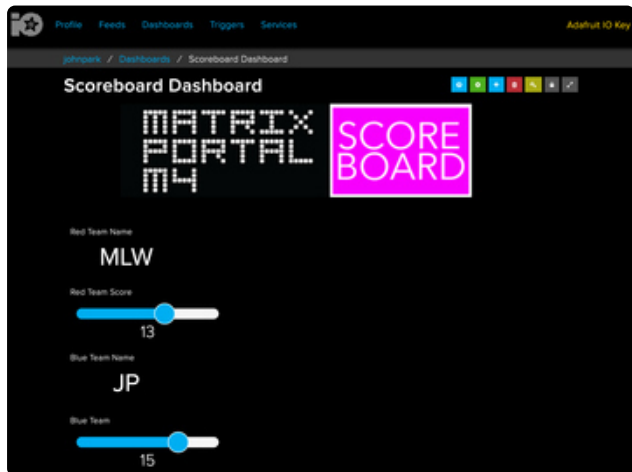 Profile Feeds Dashboards Triggers Services Adafruit IO Key
johnpark / Dashboards / Scoreboard Dashboard
Scoreboard Dashboard
MATRIX
PORTAL
M4
SCORE
BOARD
Red Team Name
MLW
Red Team Score
13
Blue Team Name
JP
Blue Team
15